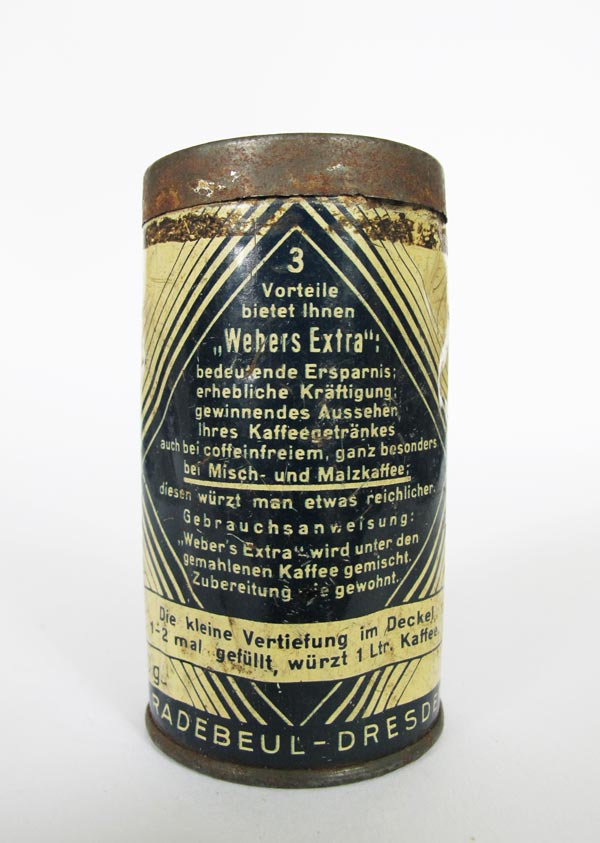 3
Vorteile
bietet Ihnen
„Webers Extra":
bedeutende Ersparnis;
erhebliche Kräftigung;
gewinnendes Aussehen
Ihres Kaffeegetränkes
auch bei coffeinfreiem, ganz besonders
bei Misch- und Malzkaffee;
diesen würzt man etwas reichlicher.
Gebrauchsanweisung:
„Weber's Extra" wird unter den
gemahlenen Kaffee gemischt.
Zubereitung wie gewohnt.
Die kleine Vertiefung im Deckel,
1-2 mal gefüllt, würzt 1 Ltr. Kaffee.
g.
RADEBEUL-DRESDE